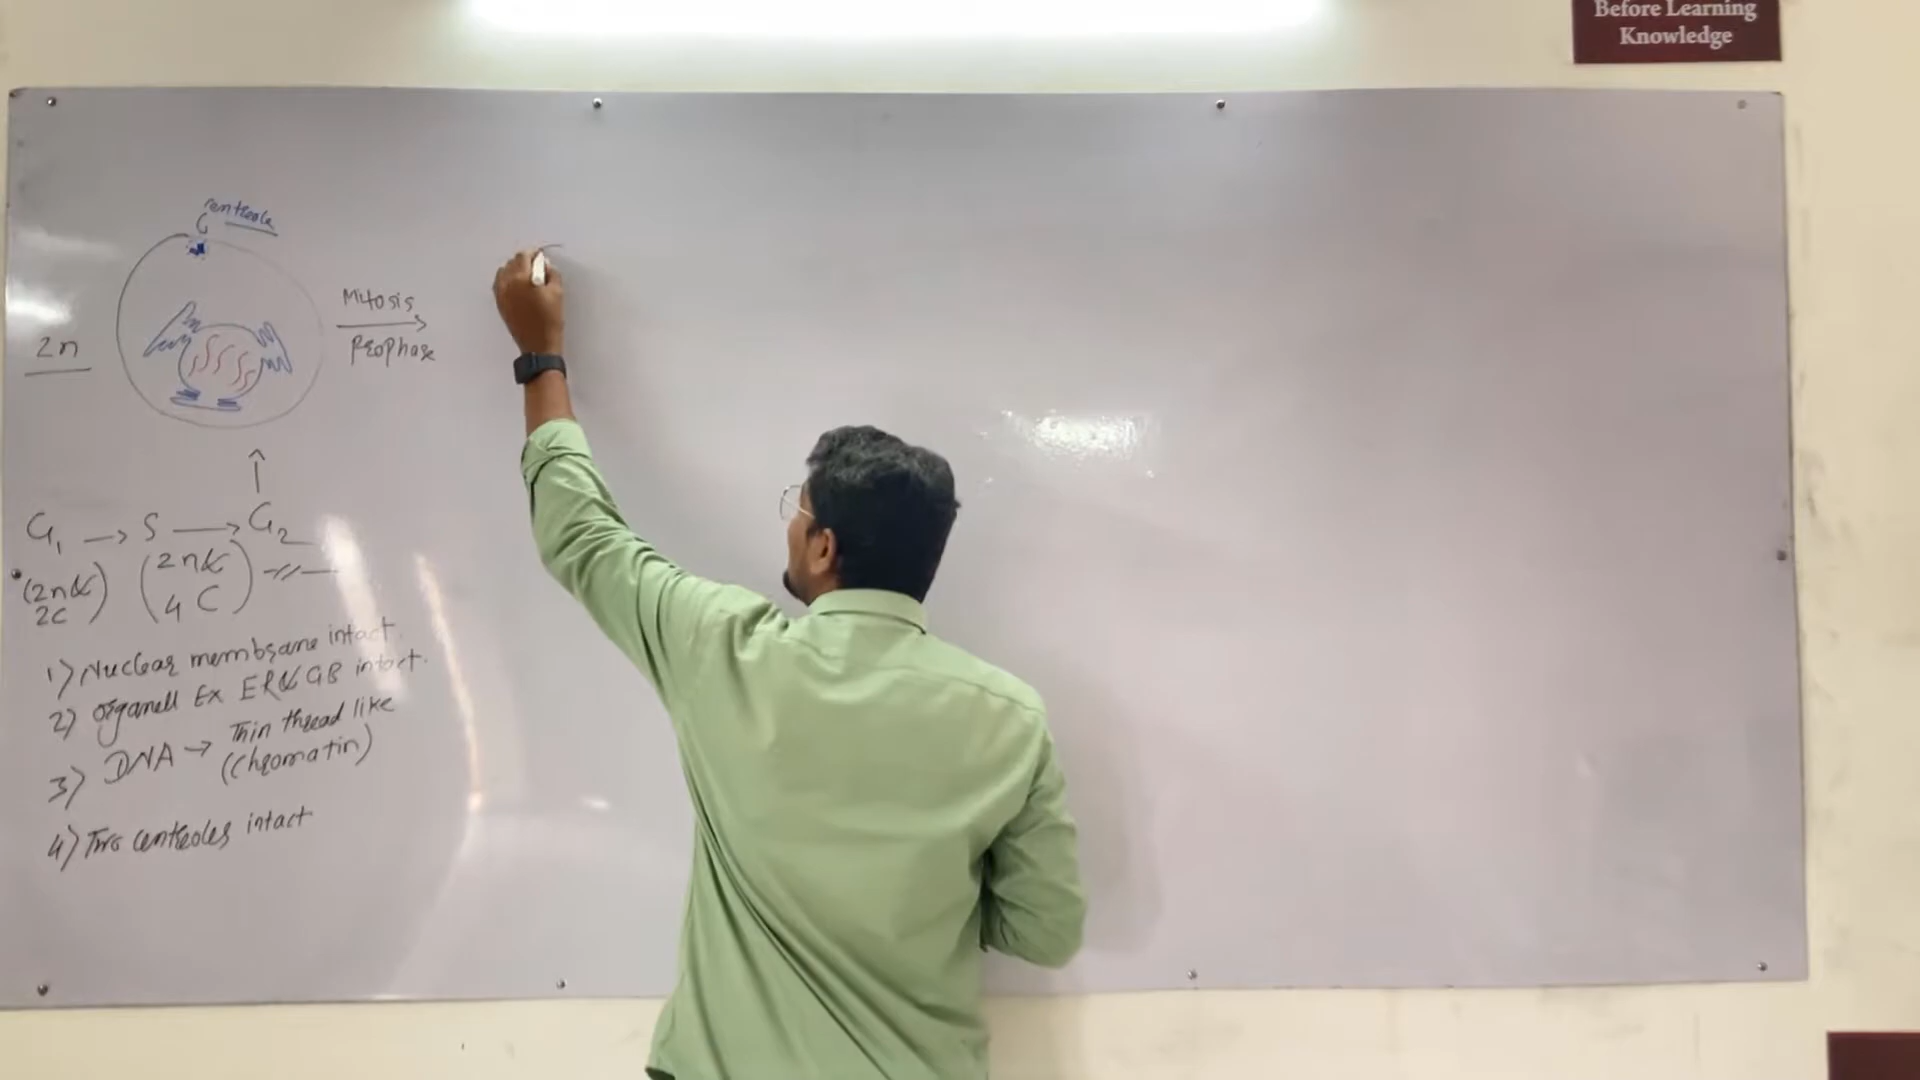 Before Learning
Knowledge
centriole
2n
Mitosis
Prophase
G₁ → S → G₂
(2n&
2C)
(2n&
4C)
1) Nuclear membrane intact.
2) organell Ex ER& GB intact.
3) DNA → Thin thread like
(chromatin)
4) Two centrioles intact